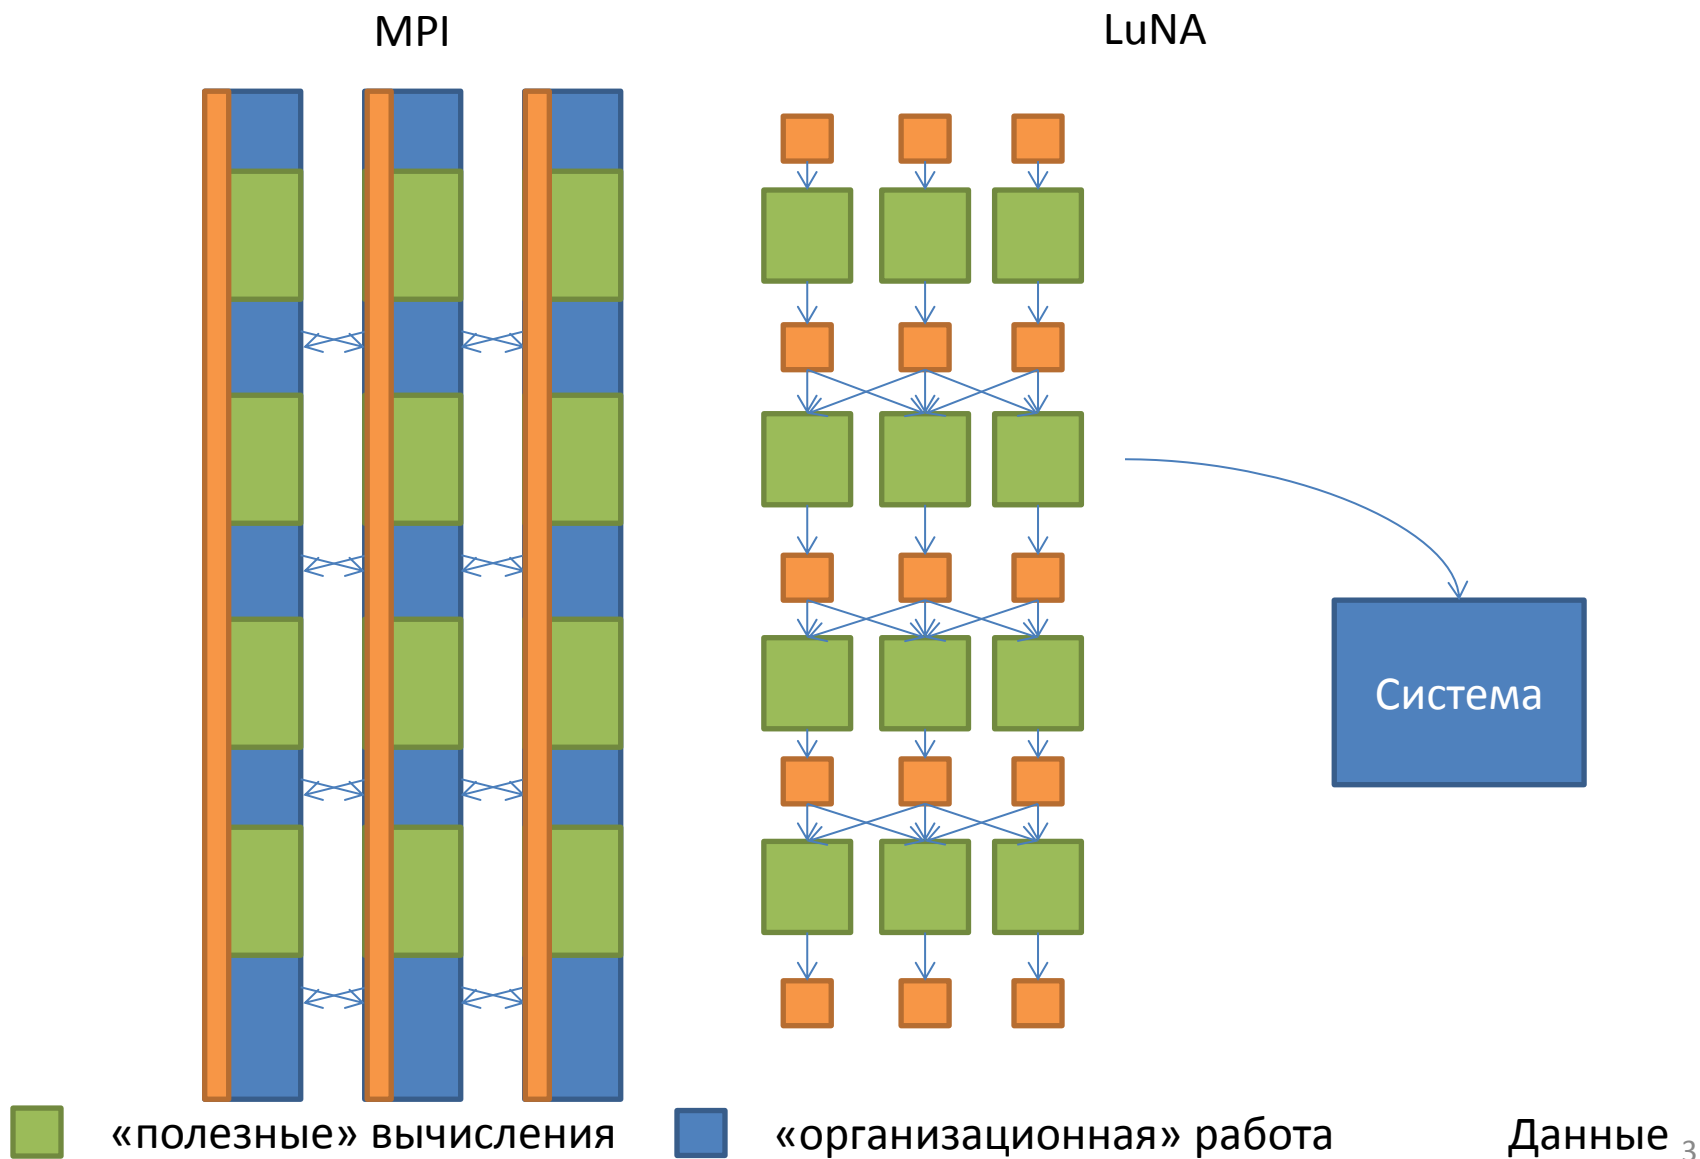 MPI
LuNA
Система
«полезные» вычисления
«организационная» работа
Данные
3